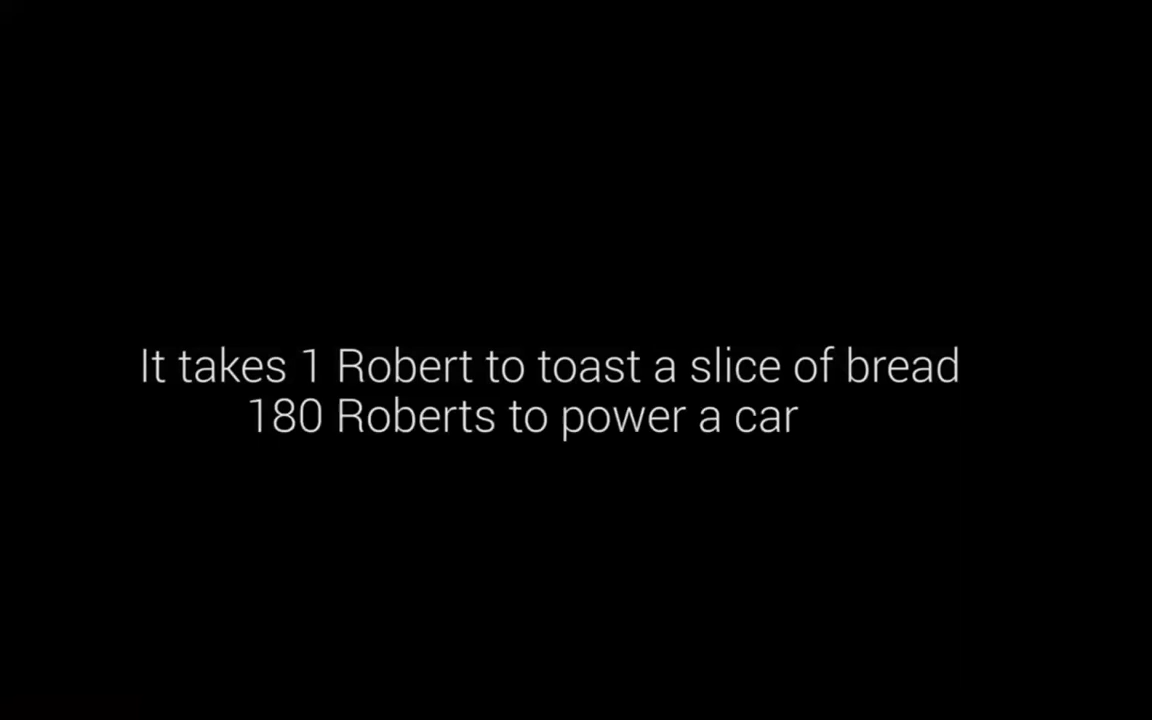 It takes 1 Robert to toast a slice of bread
180 Roberts to power a car